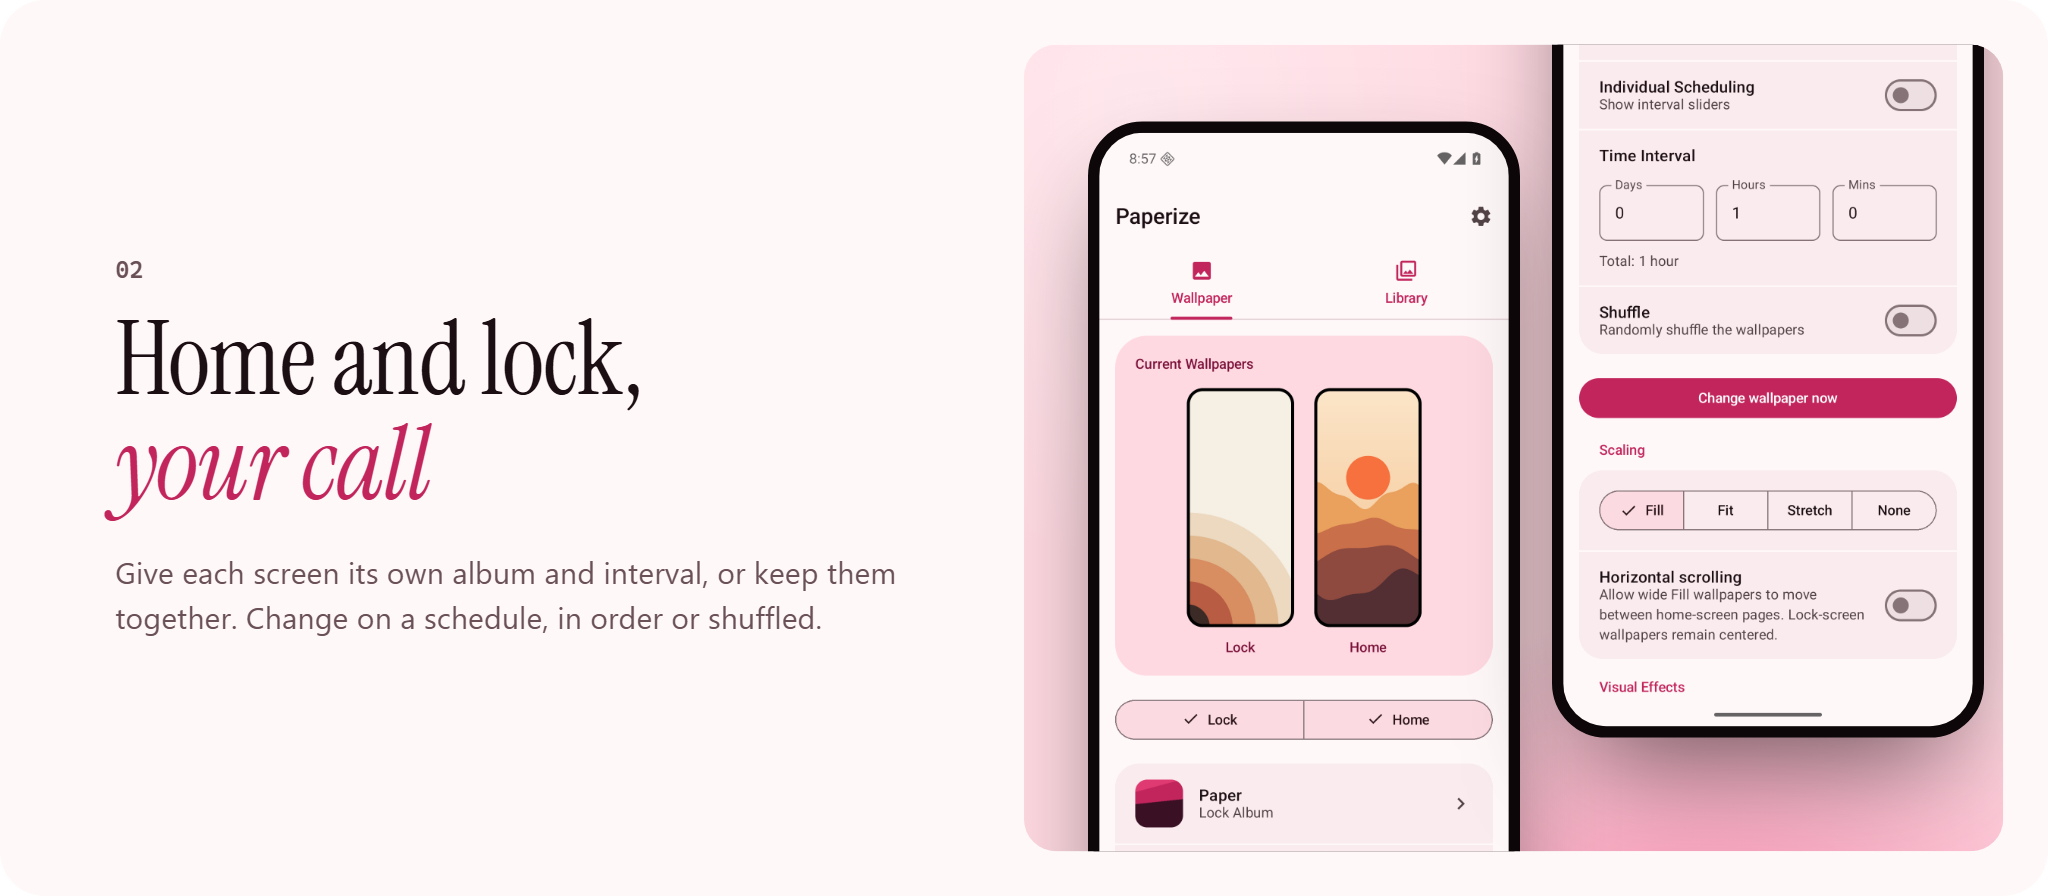 02
Home and lock,
your call
Give each screen its own album and interval, or keep them
together. Change on a schedule, in order or shuffled.
8:57
Paperize
Wallpaper
Library
Current Wallpapers
Lock
Home
Lock
Home
Paper
Lock Album
Individual Scheduling
Show interval sliders
Time Interval
Days
Hours
Mins
0
1
0
Total: 1 hour
Shuffle
Randomly shuffle the wallpapers
Change wallpaper now
Scaling
Fill
Fit
Stretch
None
Horizontal scrolling
Allow wide Fill wallpapers to move
between home-screen pages. Lock-screen
wallpapers remain centered.
Visual Effects